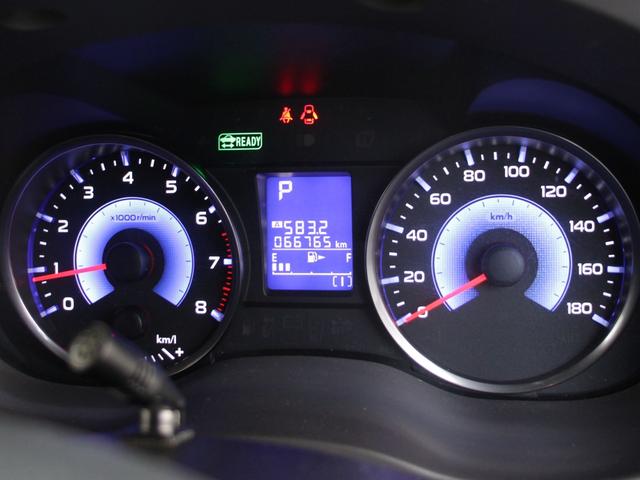 READY
0 1 2 3 4 5 6 7 8
x1000r/min
km/l
- +
P
A 583.2
066765 km
E F
(1)
0 20 40 60 80 100 120 140 160 180
km/h